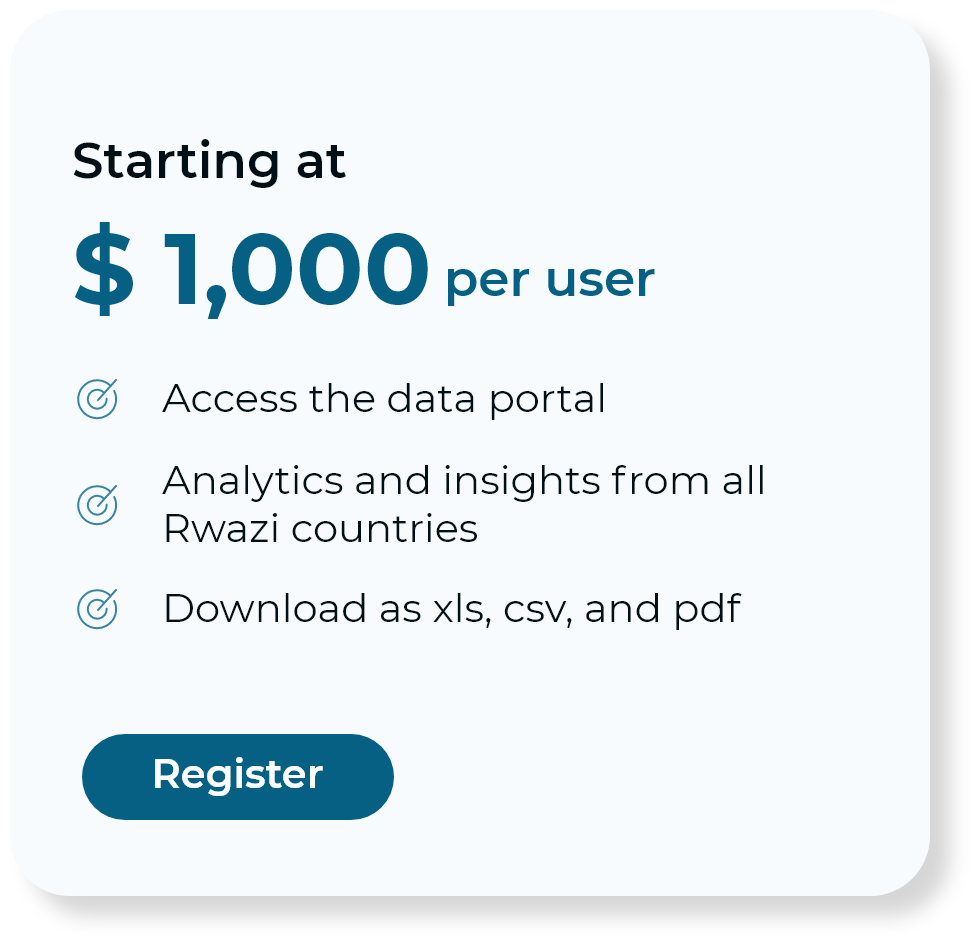 Starting at
$ 1,000 per user
Access the data portal
Analytics and insights from all
Rwazi countries
Download as xls, csv, and pdf
Register